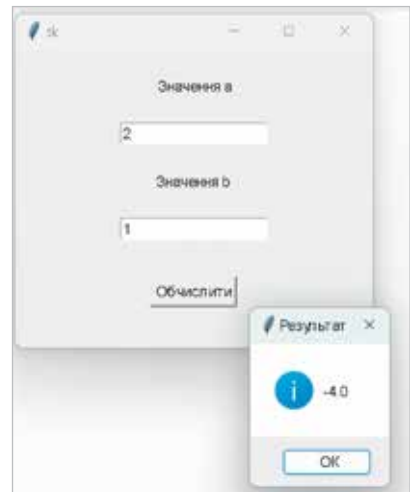 tk
Значення a
2
Значення b
1
Обчислити
Результат
-4.0
OK